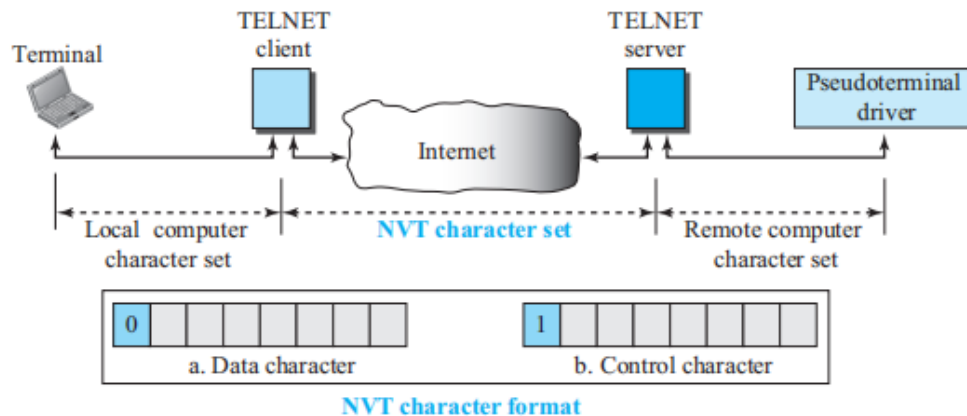 TELNET
client
TELNET
server
Terminal
Pseudoterminal
driver
Internet
Local computer
character set
NVT character set
Remote computer
character set
0
1
a. Data character
b. Control character
NVT character format